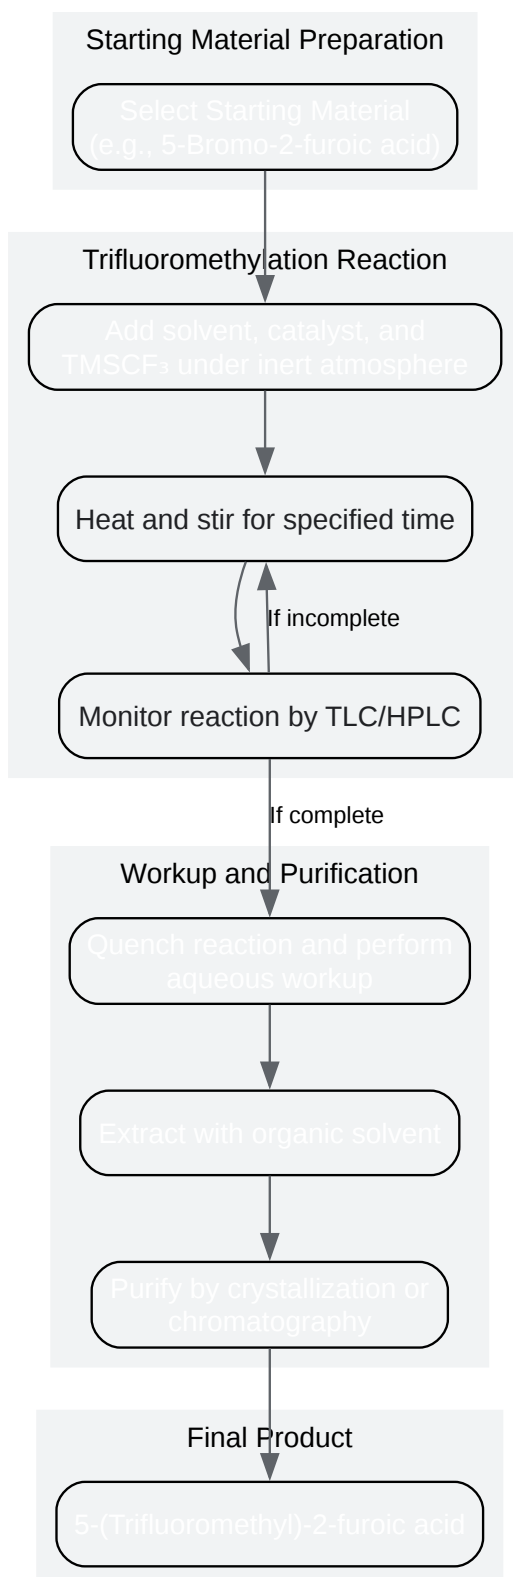 Starting Material Preparation
Select Starting Material
(e.g., 5-Bromo-2-furoic acid)
Trifluoromethylation Reaction
Add solvent, catalyst, and
TMSCF₃ under inert atmosphere
Heat and stir for specified time
If incomplete
Monitor reaction by TLC/HPLC
If complete
Workup and Purification
Quench reaction and perform
aqueous workup
Extract with organic solvent
Purify by crystallization or
chromatography
Final Product
5-(Trifluoromethyl)-2-furoic acid